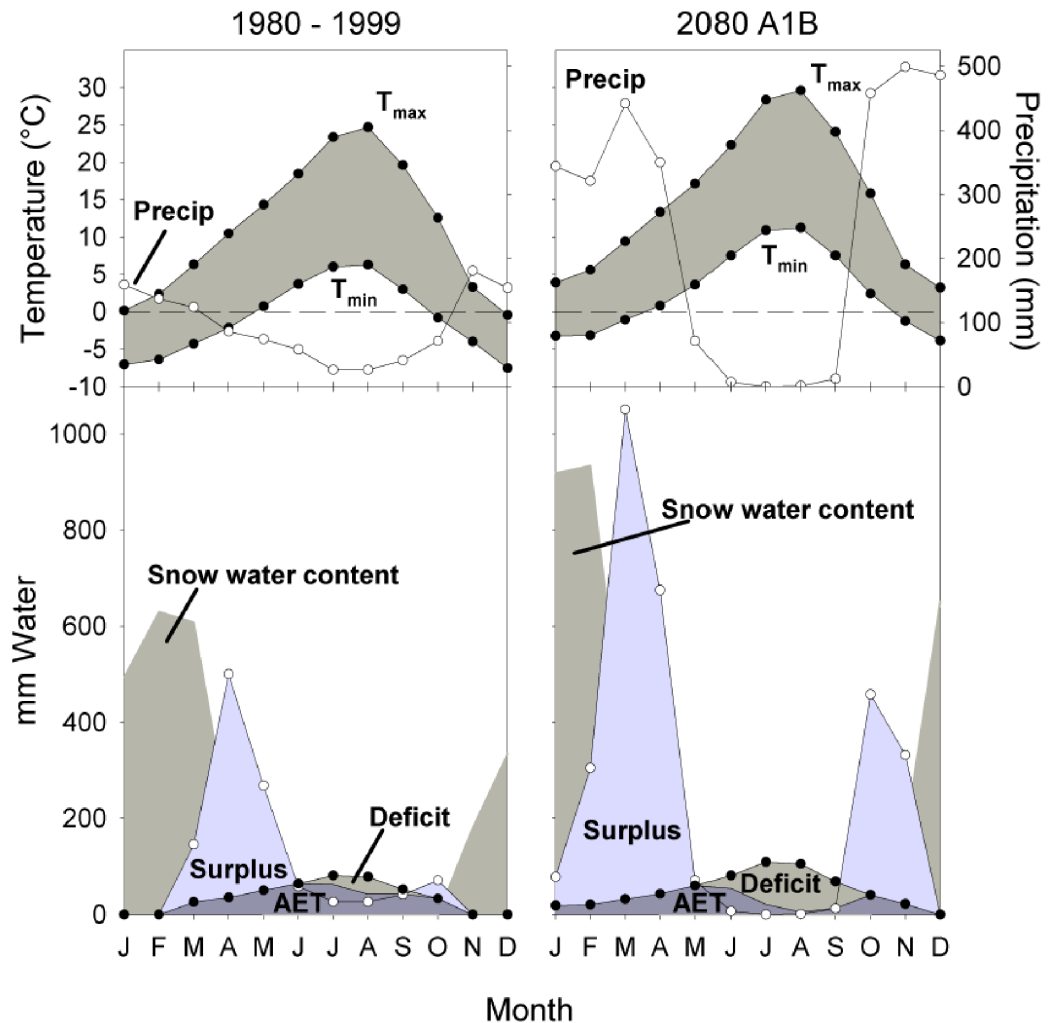 1980 - 1999
2080 A1B
30
25
20
15
10
5
0
-5
-10
Temperature (°C)
Precip
Tmax
Tmin
Precip
Tmax
Tmin
500
400
300
200
100
0
Precipitation (mm)
1000
800
600
400
200
0
mm Water
Snow water content
Surplus
AET
Deficit
Snow water content
Surplus
AET
Deficit
J F M A M J J A S O N D
J F M A M J J A S O N D
Month